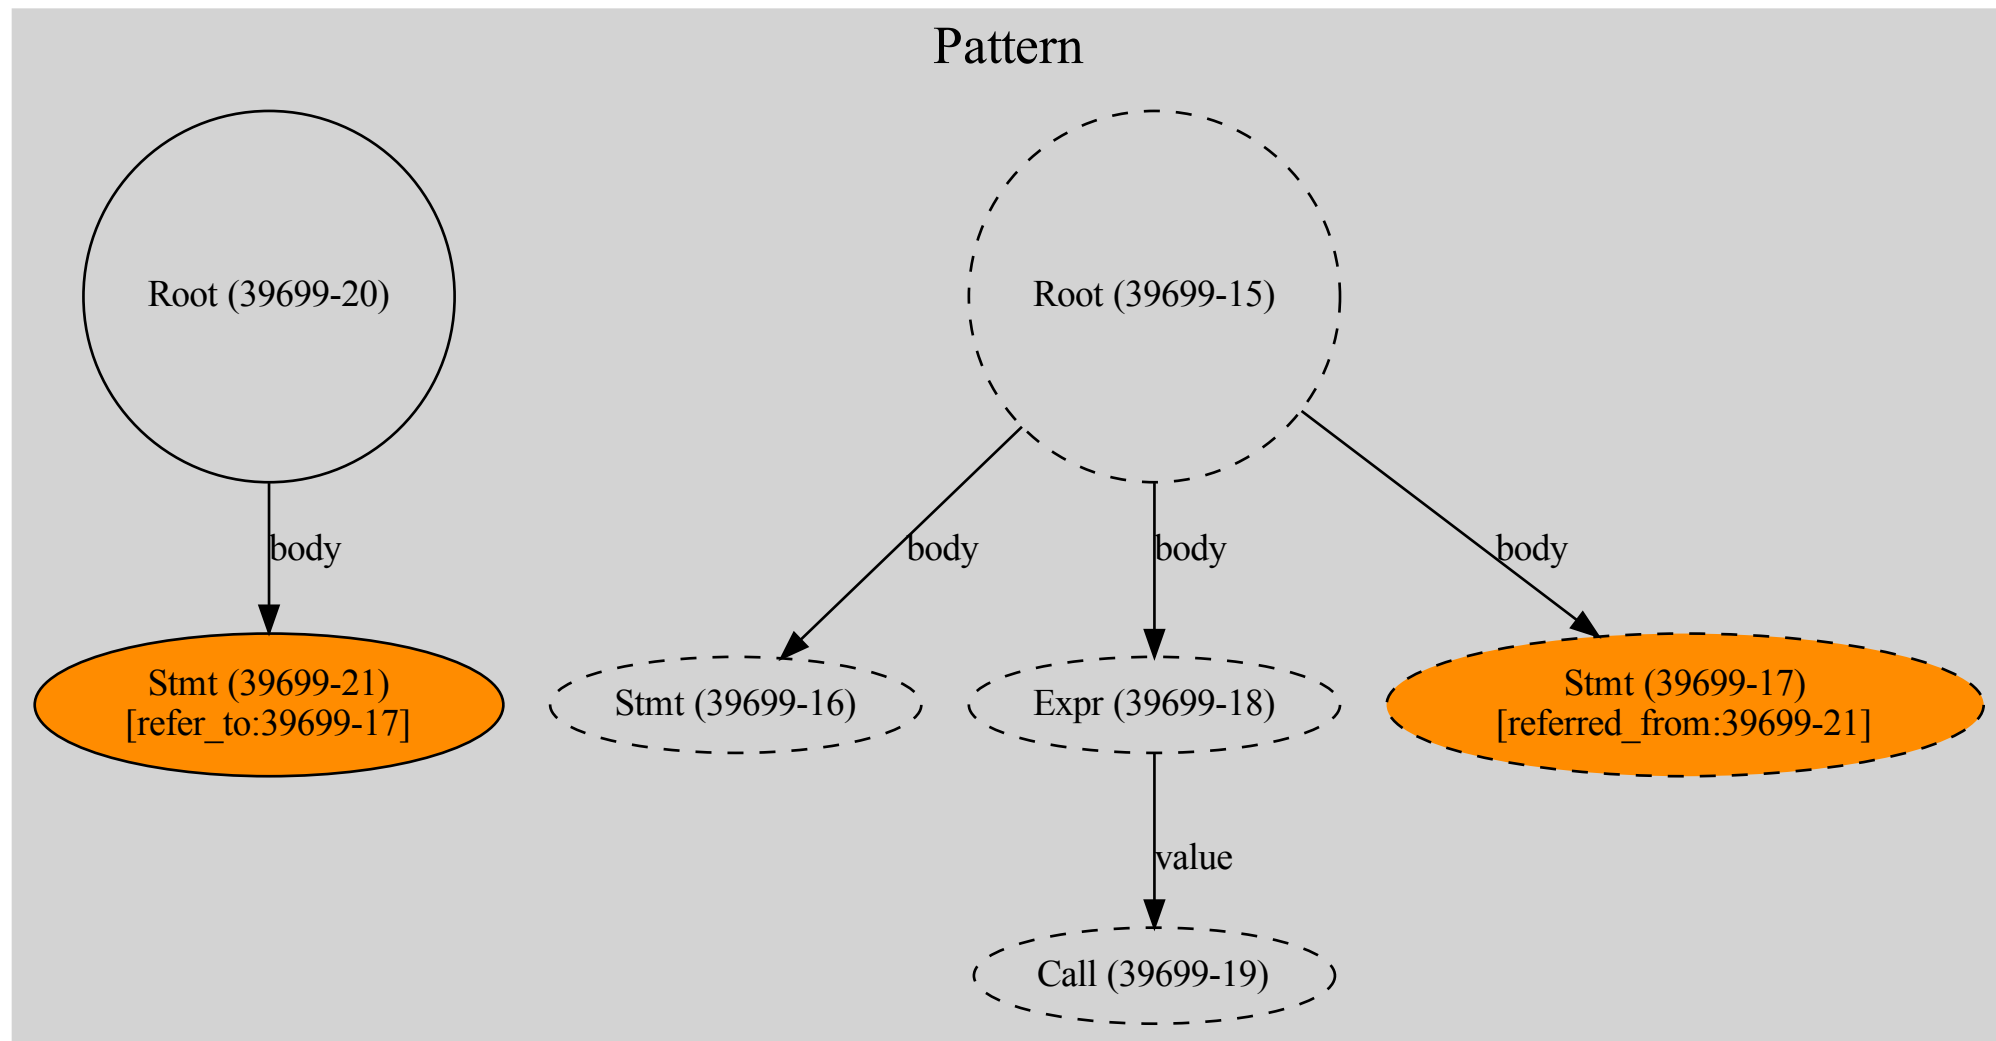 Pattern
Root (39699-20)
Root (39699-15)
body
body
body
body
Stmt (39699-21)
[refer_to:39699-17]
Stmt (39699-16)
Expr (39699-18)
Stmt (39699-17)
[referred_from:39699-21]
value
Call (39699-19)